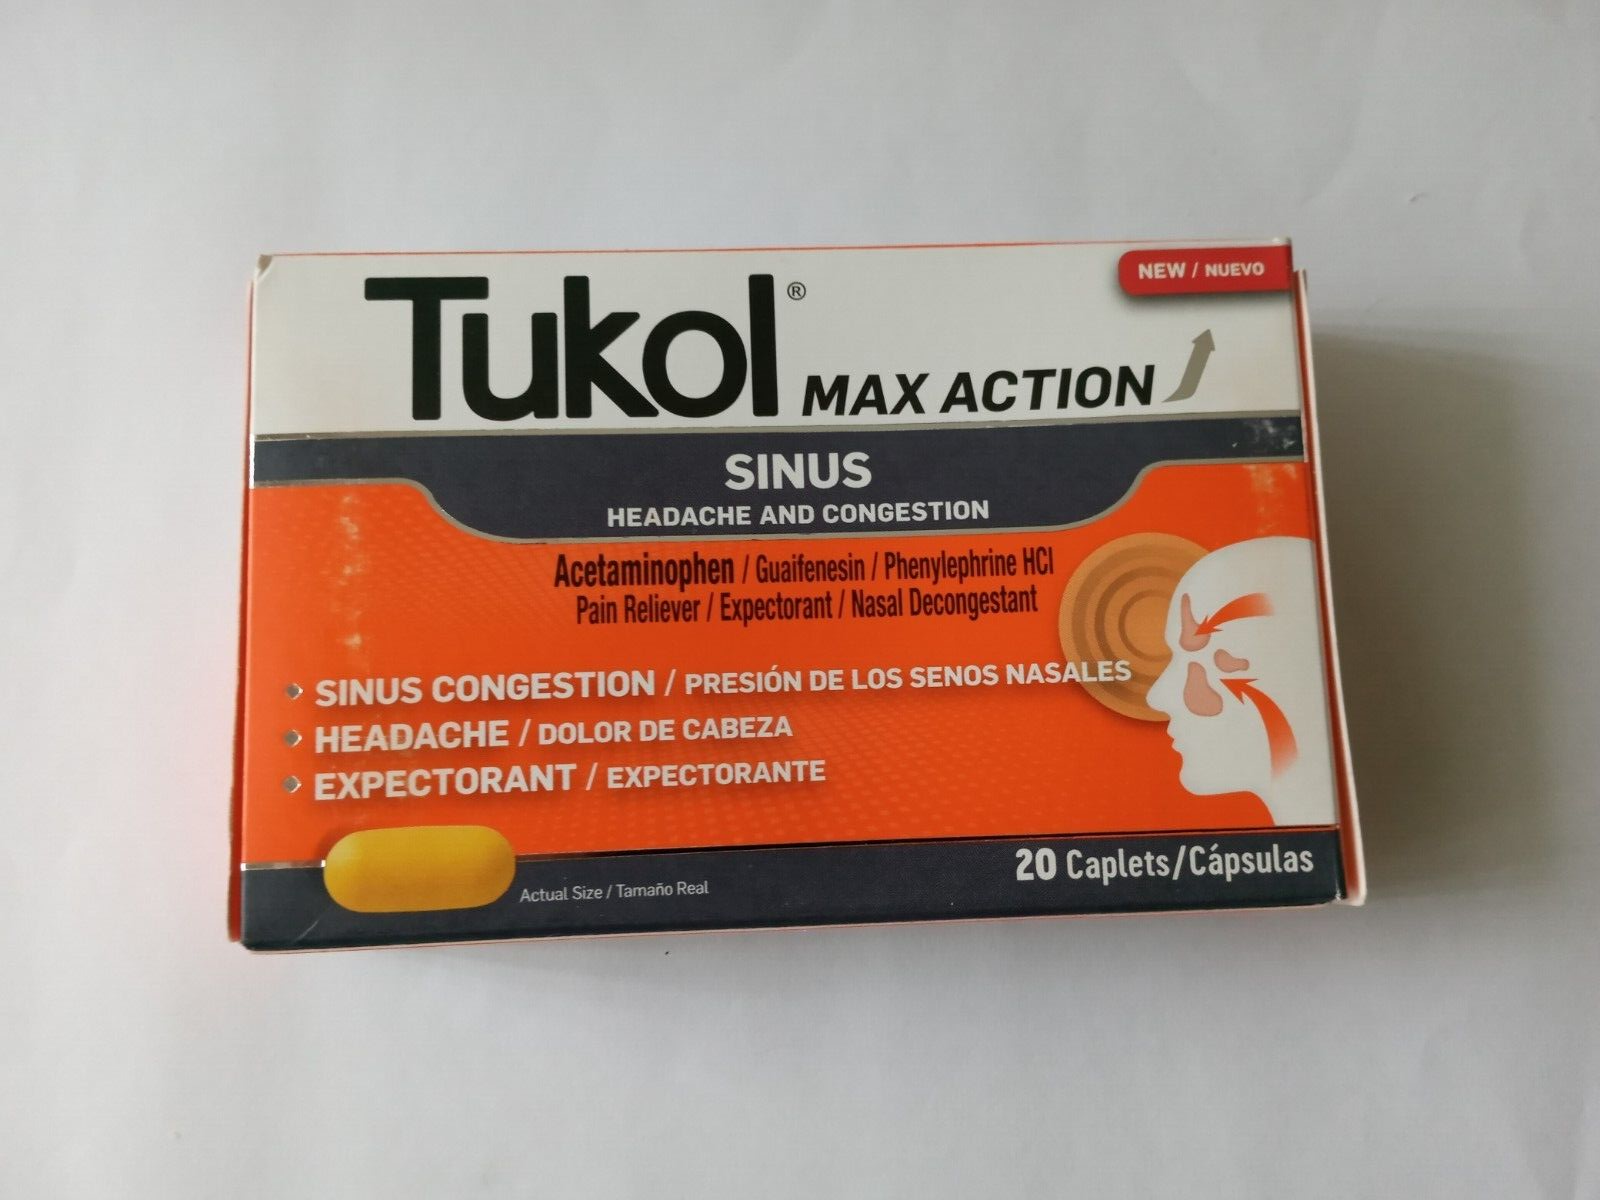 Tukol® MAX ACTION
NEW / NUEVO
SINUS
HEADACHE AND CONGESTION
Acetaminophen / Guaifenesin / Phenylephrine HCl
Pain Reliever / Expectorant / Nasal Decongestant
SINUS CONGESTION / PRESIÓN DE LOS SENOS NASALES
HEADACHE / DOLOR DE CABEZA
EXPECTORANT / EXPECTORANTE
Actual Size / Tamaño Real
20 Caplets/Cápsulas